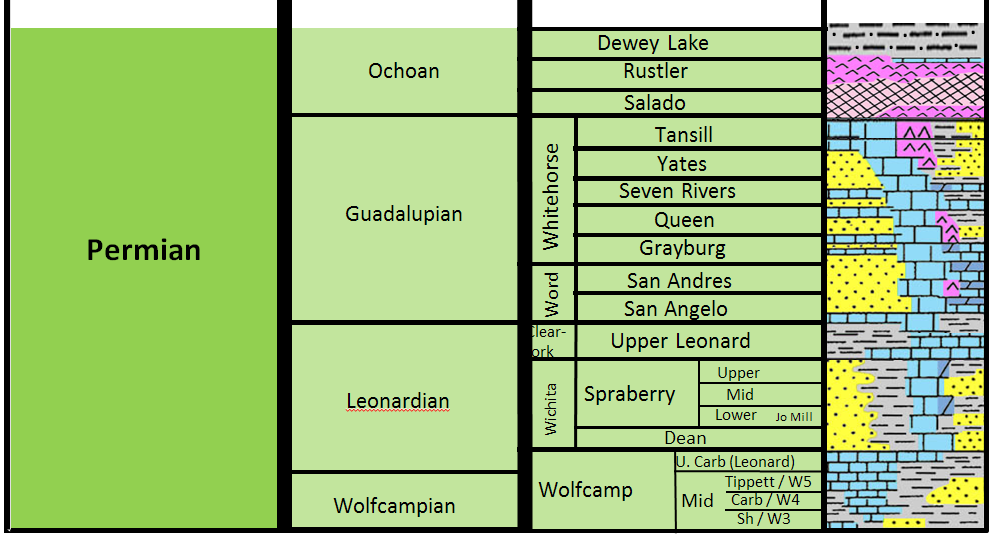 Permian
Ochoan
Guadalupian
Leonardian
Wolfcampian
Dewey Lake
Rustler
Salado
Whitehorse
Tansill
Yates
Seven Rivers
Queen
Grayburg
Word
San Andres
San Angelo
lear-
ork
Upper Leonard
Wichita
Spraberry
Upper
Mid
Lower Jo Mill
Dean
Wolfcamp
U. Carb (Leonard)
Mid
Tippett / W5
Carb / W4
Sh / W3